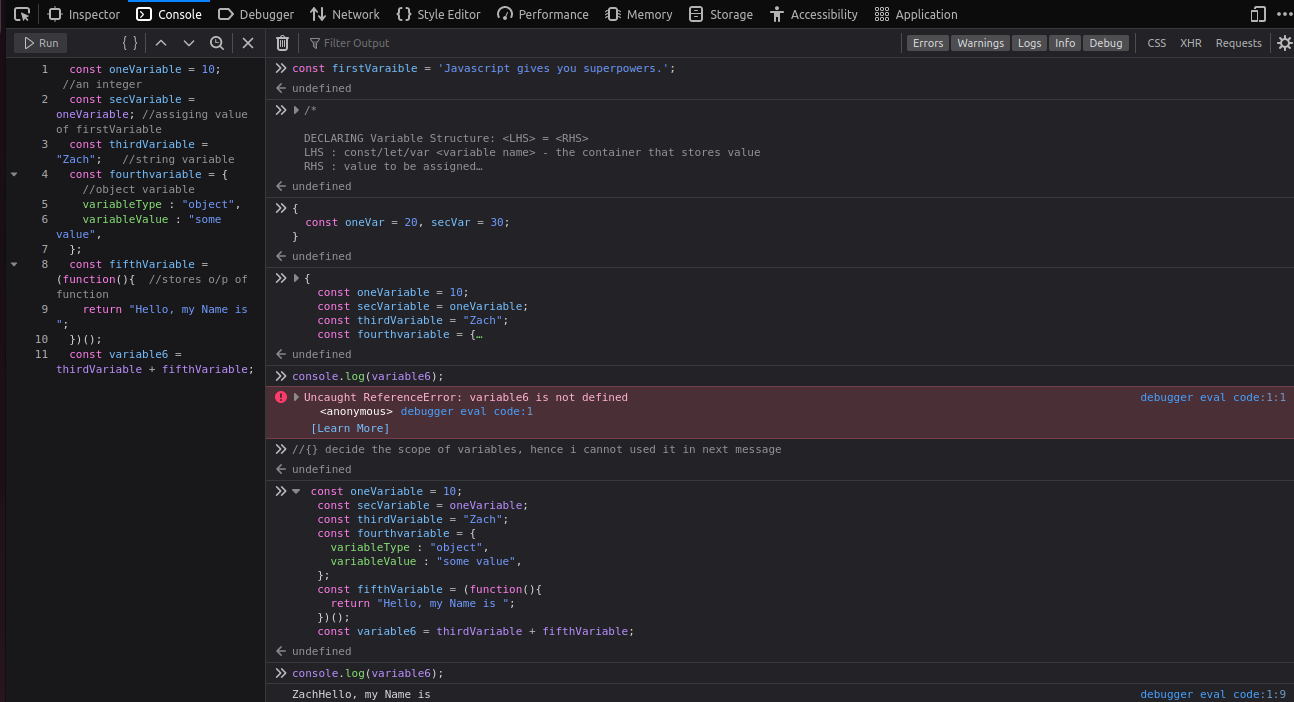 Inspector Console Debugger Network Style Editor Performance Memory Storage Accessibility Application
Run { } Filter Output Errors Warnings Logs Info Debug CSS XHR Requests
1 const oneVariable = 10;
//an integer
2 const secVariable =
oneVariable; //assiging value
of firstVariable
3 const thirdVariable =
"Zach"; //string variable
4 const fourthvariable = {
//object variable
5 variableType : "object",
6 variableValue : "some
value",
7 };
8 const fifthVariable =
(function(){ //stores o/p of
function
9 return "Hello, my Name is
";
10 })();
11 const variable6 =
thirdVariable + fifthVariable;
const firstVaraible = 'Javascript gives you superpowers.';
undefined
/*
DECLARING Variable Structure: <LHS> = <RHS>
LHS : const/let/var <variable name> - the container that stores value
RHS : value to be assigned…
undefined
{
const oneVar = 20, secVar = 30;
}
undefined
{
const oneVariable = 10;
const secVariable = oneVariable;
const thirdVariable = "Zach";
const fourthvariable = {…
undefined
console.log(variable6);
Uncaught ReferenceError: variable6 is not defined debugger eval code:1:1
<anonymous> debugger eval code:1
[Learn More]
//{} decide the scope of variables, hence i cannot used it in next message
undefined
const oneVariable = 10;
const secVariable = oneVariable;
const thirdVariable = "Zach";
const fourthvariable = {
variableType : "object",
variableValue : "some value",
};
const fifthVariable = (function(){
return "Hello, my Name is ";
})();
const variable6 = thirdVariable + fifthVariable;
undefined
console.log(variable6);
ZachHello, my Name is debugger eval code:1:9